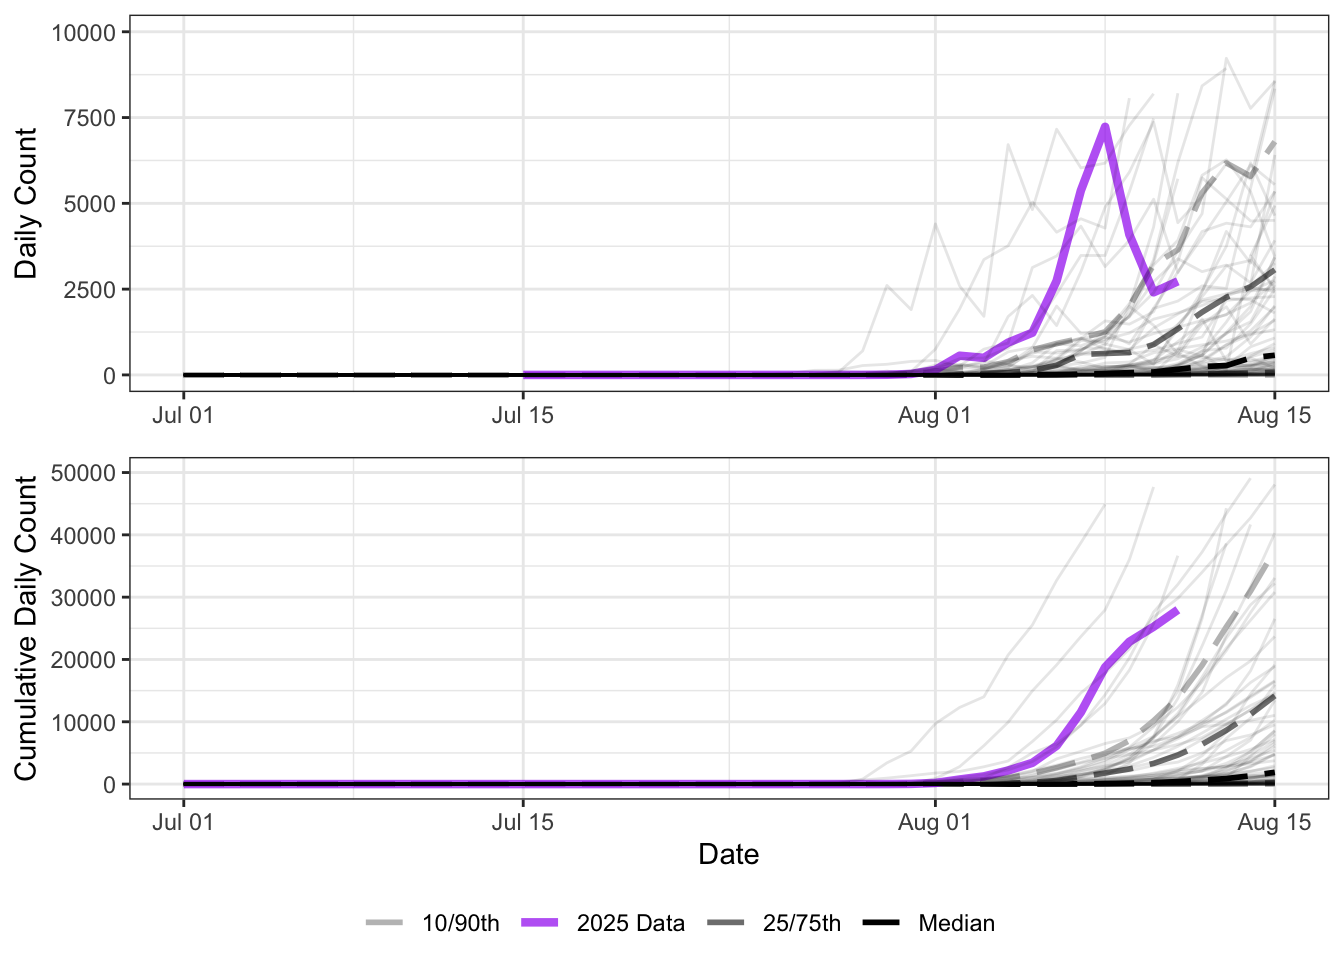 Daily Count
10000
7500
5000
2500
0
Jul 01 Jul 15 Aug 01 Aug 15
Cumulative Daily Count
50000
40000
30000
20000
10000
0
Jul 01 Jul 15 Aug 01 Aug 15
Date
10/90th 2025 Data 25/75th Median